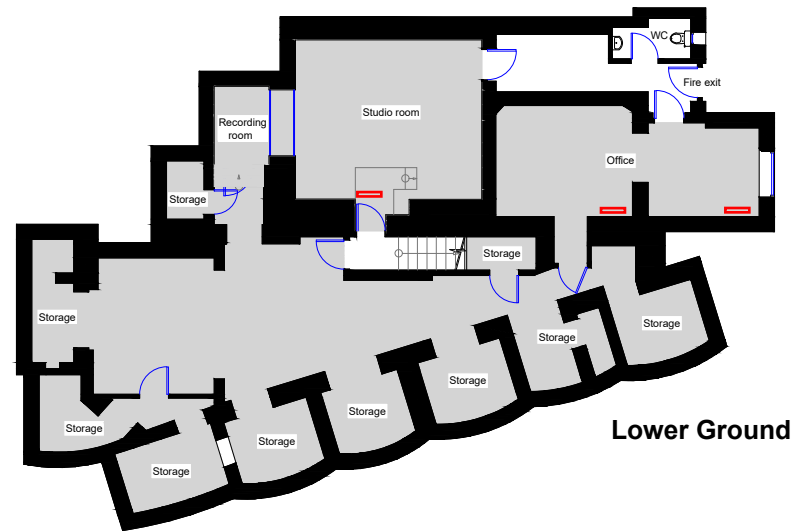 WC
Fire exit
Studio room
Recording
room
Office
Storage
Storage
Storage
Storage
Storage
Storage
Storage
Storage
Storage
Storage
Storage
Lower Ground